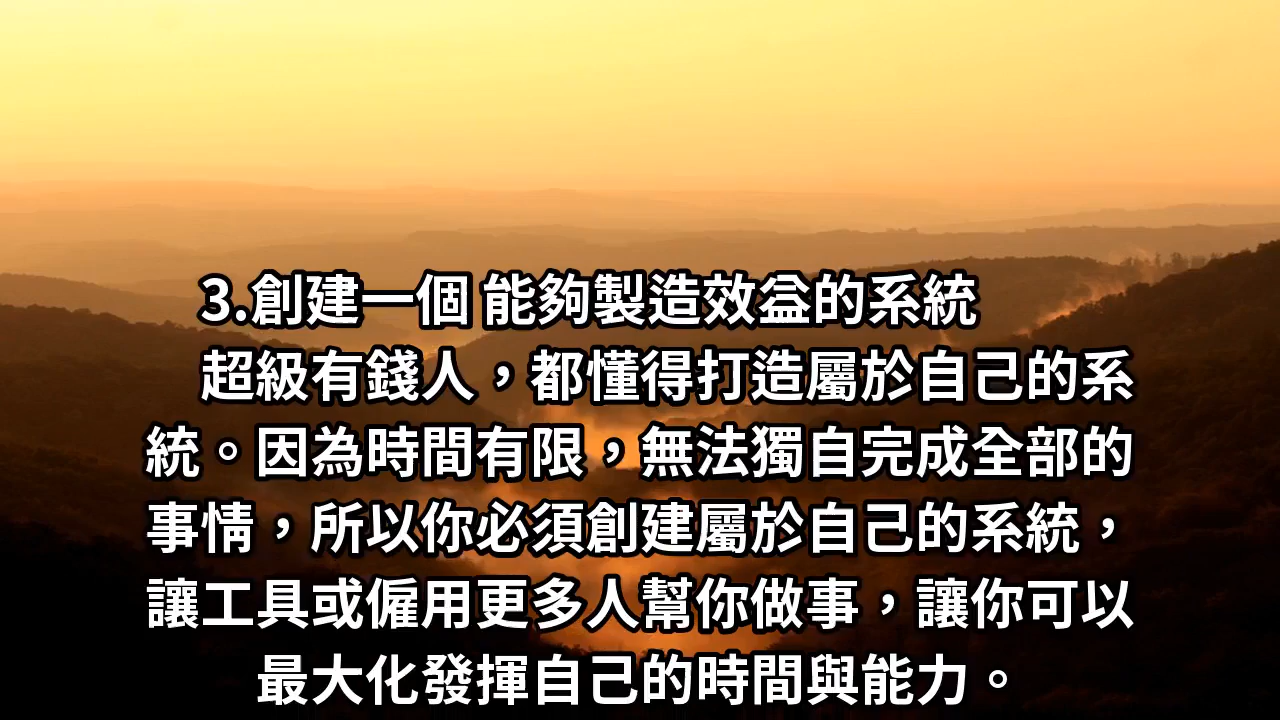 3.創建一個 能夠製造效益的系統
超級有錢人，都懂得打造屬於自己的系
統。因為時間有限，無法獨自完成全部的
事情，所以你必須創建屬於自己的系統，
讓工具或僱用更多人幫你做事，讓你可以
最大化發揮自己的時間與能力。